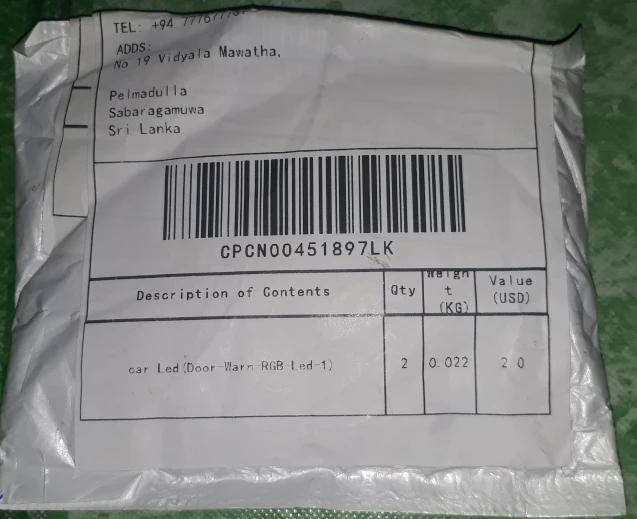 TEL: +94
ADDS:
No 19 Vidyala Mawatha,
Pelmadulla
Sabaragamuwa
Sri Lanka
CPCN00451897LK
Description of Contents Qty Weight (KG) Value (USD)
car Led(Door-Warn-RGB Led-1) 2 0.022 2.0